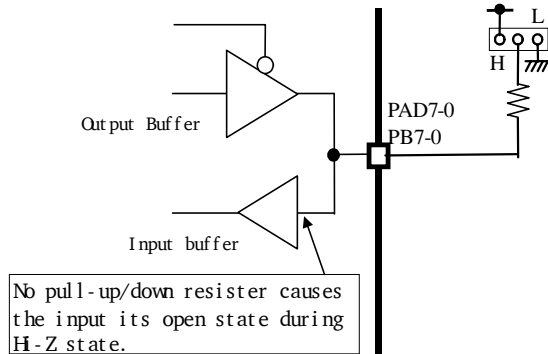 L
H
PAD7-0
PB7-0
Output Buffer
Input buffer
No pull-up/down resister causes
the input its open state during
Hi-Z state.